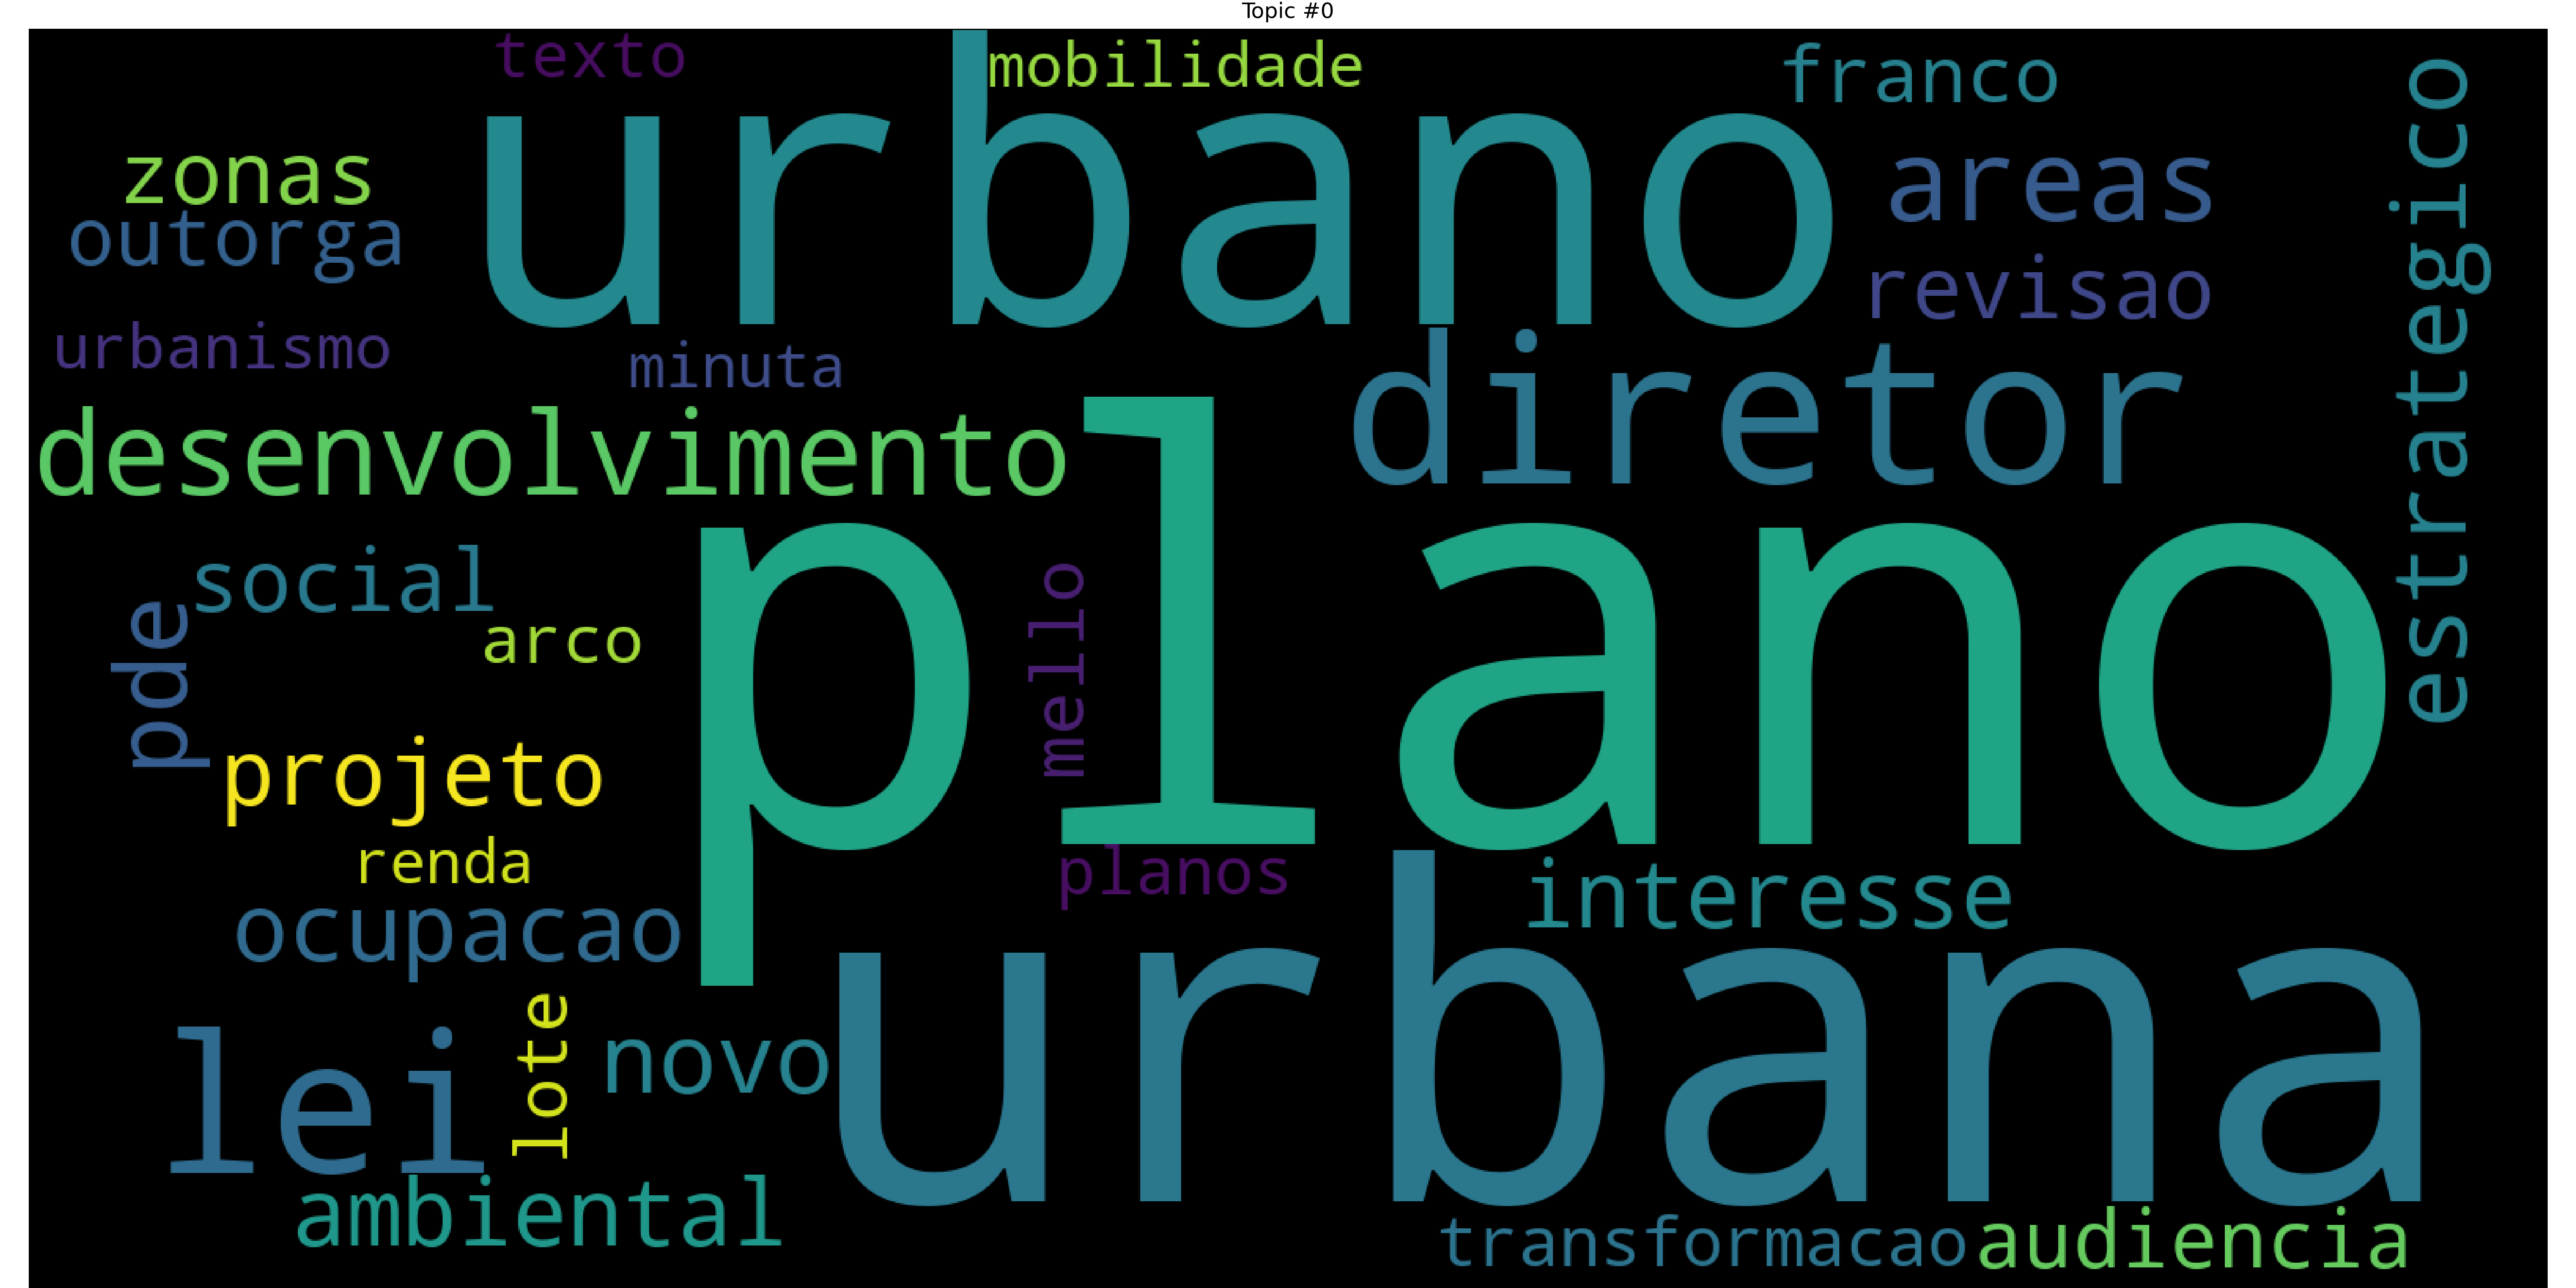 Topic #0
texto
mobilidade
franco
urbano
estrategico
zonas
areas
outorga
revisao
urbanismo
minuta
diretor
desenvolvimento
plano
social
mello
pde
arco
projeto
renda
planos
interesse
ocupacao
urbana
lei
lote
novo
ambiental
transformacao
audiencia